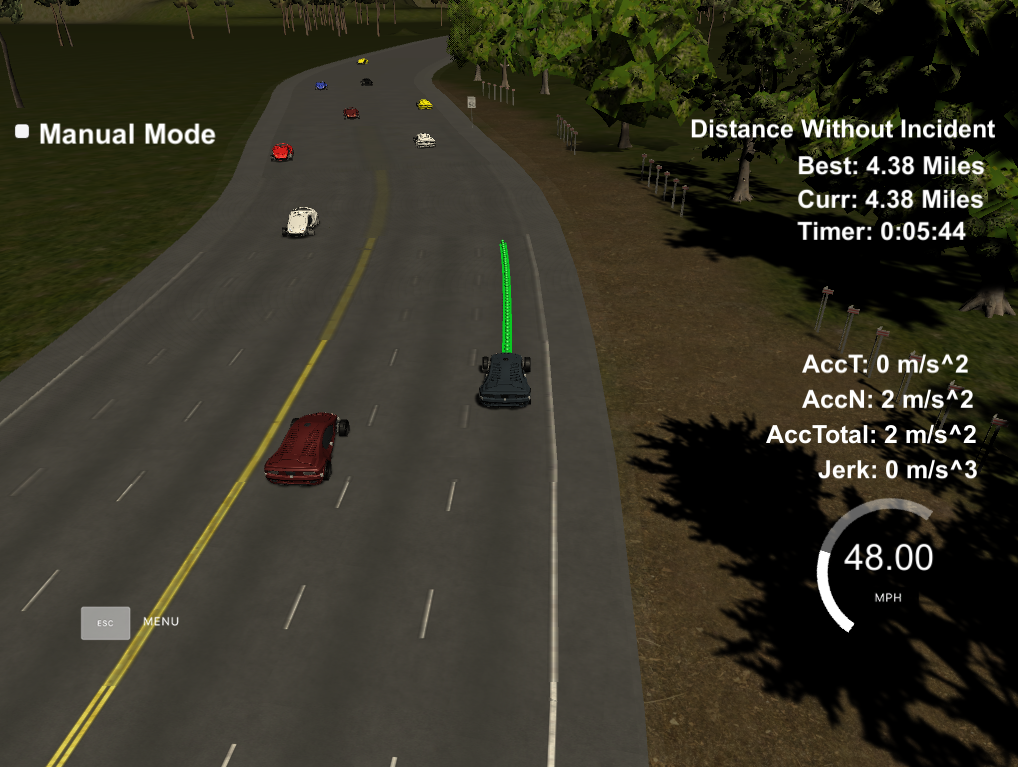 Manual Mode
Distance Without Incident
Best: 4.38 Miles
Curr: 4.38 Miles
Timer: 0:05:44
AccT: 0 m/s^2
AccN: 2 m/s^2
AccTotal: 2 m/s^2
Jerk: 0 m/s^3
48.00
MPH
ESC MENU